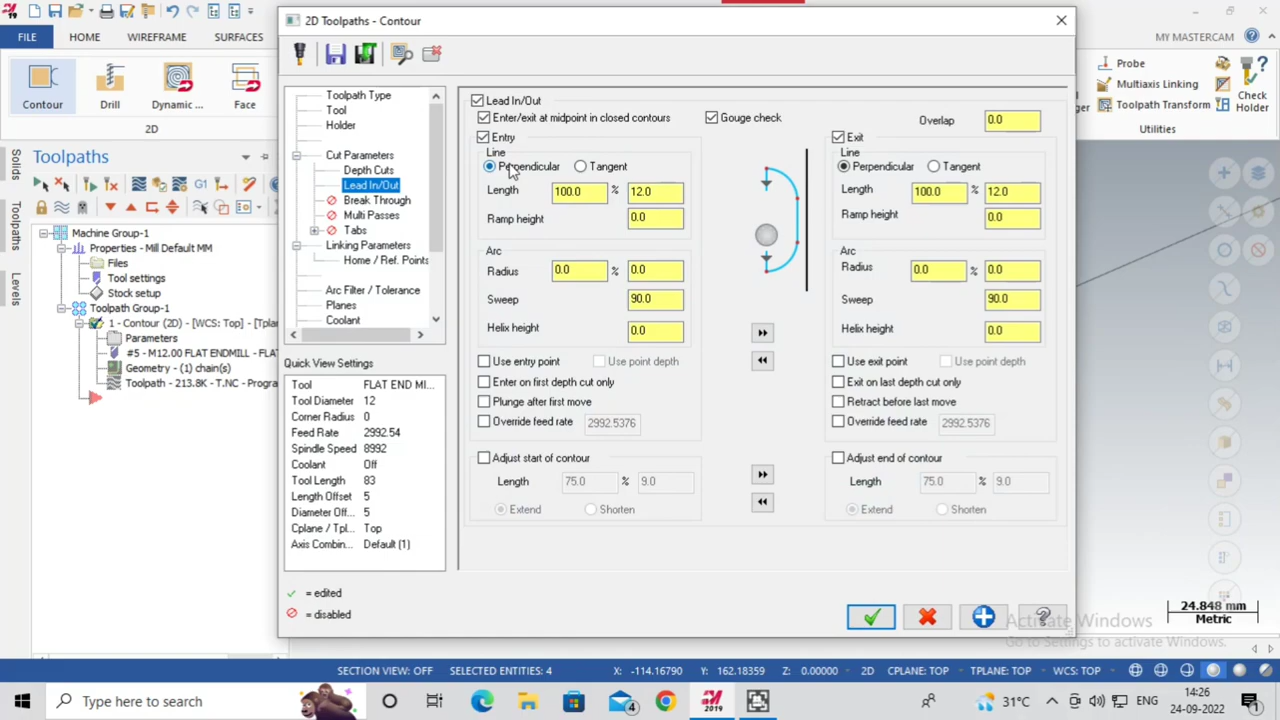 19
2D Toolpaths - Contour
FILE
HOME
WIREFRAME
SURFACES
MY MASTERCAM
Contour
Drill
Dynamic ...
Face
2D
Probe
Multiaxis Linking
Toolpath Transform
Check
Holder
Utilities
Toolpaths
Solids
Toolpaths
Levels
G1
Machine Group-1
Properties - Mill Default MM
Files
Tool settings
Stock setup
Toolpath Group-1
1 - Contour (2D) - [WCS: Top] - [Tpla
Parameters
#5 - M12.00 FLAT ENDMILL - FLA
Geometry - (1) chain(s)
Toolpath - 213.8K - T.NC - Progra
Toolpath Type
Tool
Holder
Cut Parameters
Depth Cuts
Lead In/Out
Break Through
Multi Passes
Tabs
Linking Parameters
Home / Ref. Points
Arc Filter / Tolerance
Planes
Coolant
Quick View Settings
Tool FLAT END MI...
Tool Diameter 12
Corner Radius 0
Feed Rate 2992.54
Spindle Speed 8992
Coolant Off
Tool Length 83
Length Offset 5
Diameter Off... 5
Cplane / Tpl... Top
Axis Combin... Default (1)
= edited
= disabled
Lead In/Out
Enter/exit at midpoint in closed contours
Gouge check
Overlap 0.0
Entry
Line
Perpendicular Tangent
Length 100.0 % 12.0
Ramp height 0.0
Arc
Radius 0.0 % 0.0
Sweep 90.0
Helix height 0.0
Use entry point Use point depth
Enter on first depth cut only
Plunge after first move
Override feed rate 2992.5376
Adjust start of contour
Length 75.0 % 9.0
Extend Shorten
Exit
Line
Perpendicular Tangent
Length 100.0 % 12.0
Ramp height 0.0
Arc
Radius 0.0 % 0.0
Sweep 90.0
Helix height 0.0
Use exit point Use point depth
Exit on last depth cut only
Retract before last move
Override feed rate 2992.5376
Adjust end of contour
Length 75.0 % 9.0
Extend Shorten
24.848 mm
Metric
Activate Windows
Go to Settings to activate Windows.
SECTION VIEW: OFF SELECTED ENTITIES: 4 X: -114.16790 Y: 162.18359 Z: 0.00000 2D CPLANE: TOP TPLANE: TOP WCS: TOP
Type here to search
4
2019
31°C
ENG
14:26
24-09-2022
1